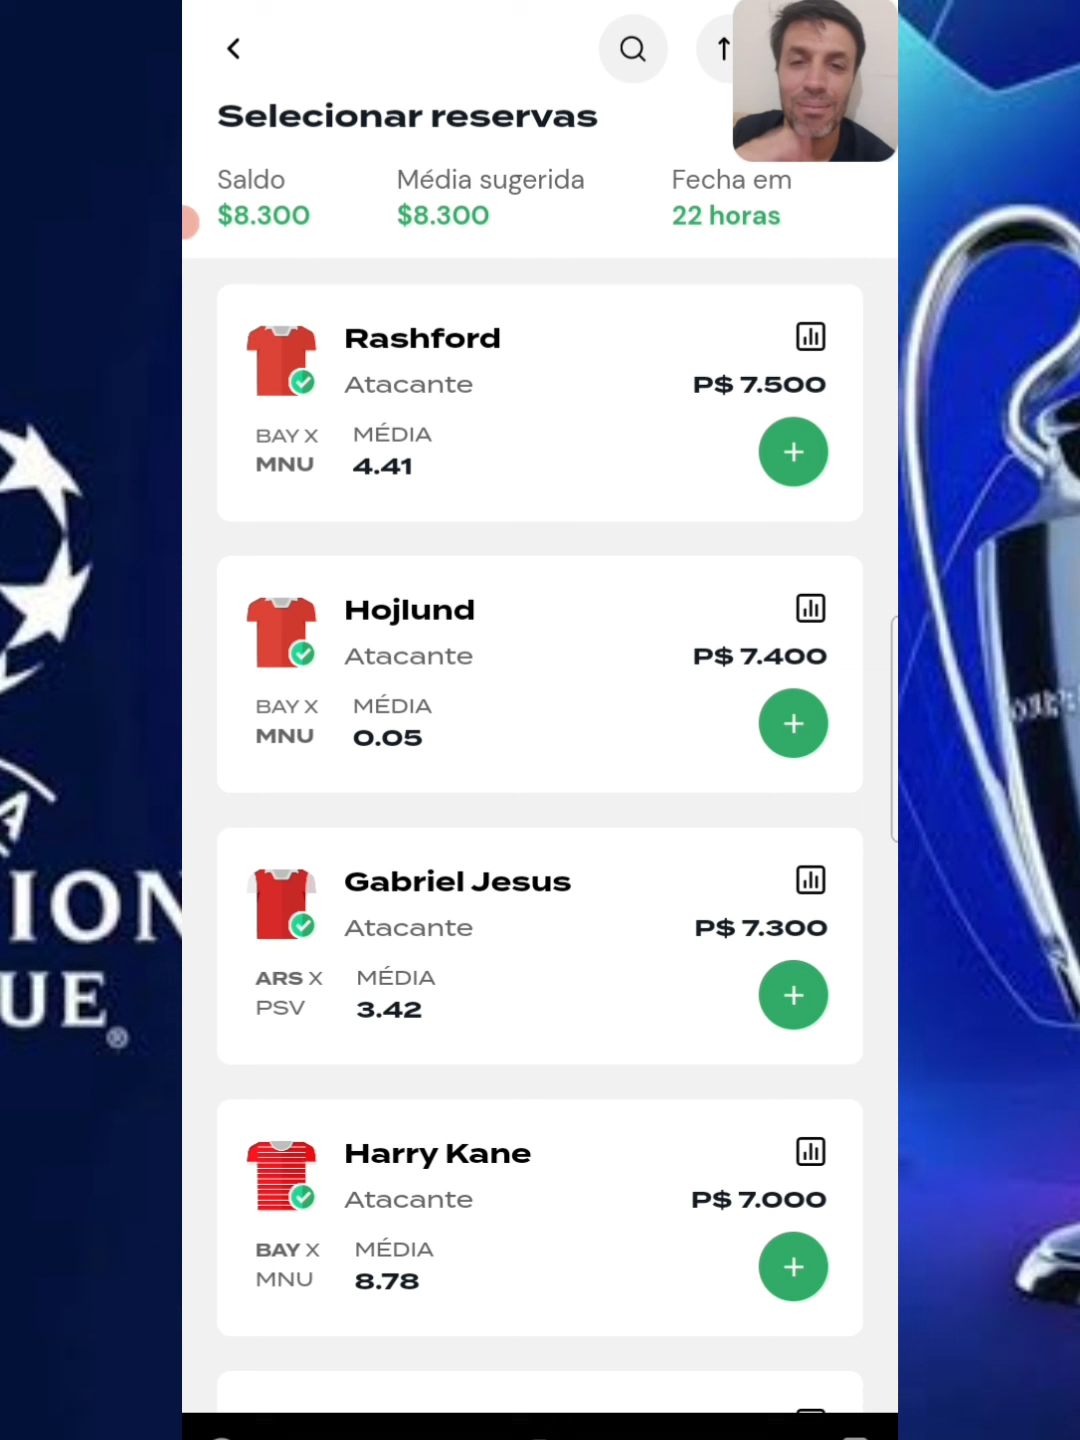 Selecionar reservas
Saldo
Média sugerida
Fecha em
$8.300
$8.300
22 horas
Rashford
Atacante
P$ 7.500
BAY X
MÉDIA
MNU
4.41
Hojlund
Atacante
P$ 7.400
BAY X
MÉDIA
MNU
0.05
Gabriel Jesus
Atacante
P$ 7.300
ARS X
MÉDIA
PSV
3.42
Harry Kane
Atacante
P$ 7.000
BAY X
MÉDIA
MNU
8.78
A
ION
UE®